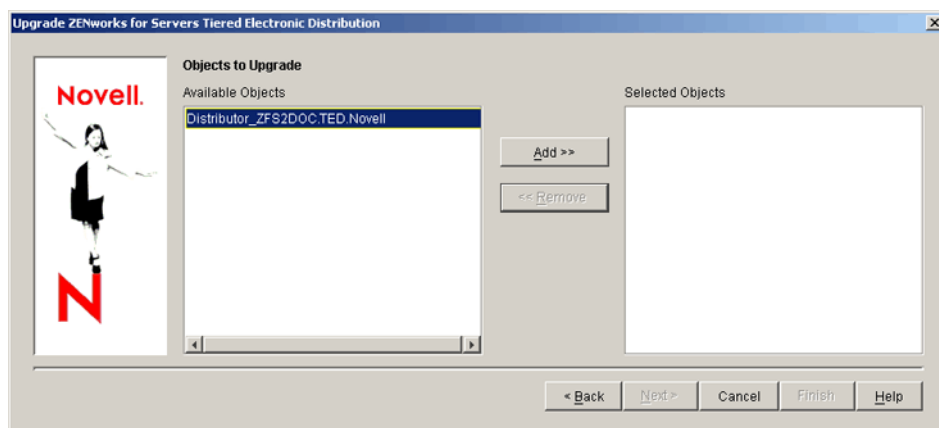 Upgrade ZENworks for Servers Tiered Electronic Distribution
Novell.
N
Objects to Upgrade
Available Objects
Selected Objects
Distributor_ZFS2DOC.TED.Novell
Add >>
<< Remove
< Back
Next >
Cancel
Finish
Help